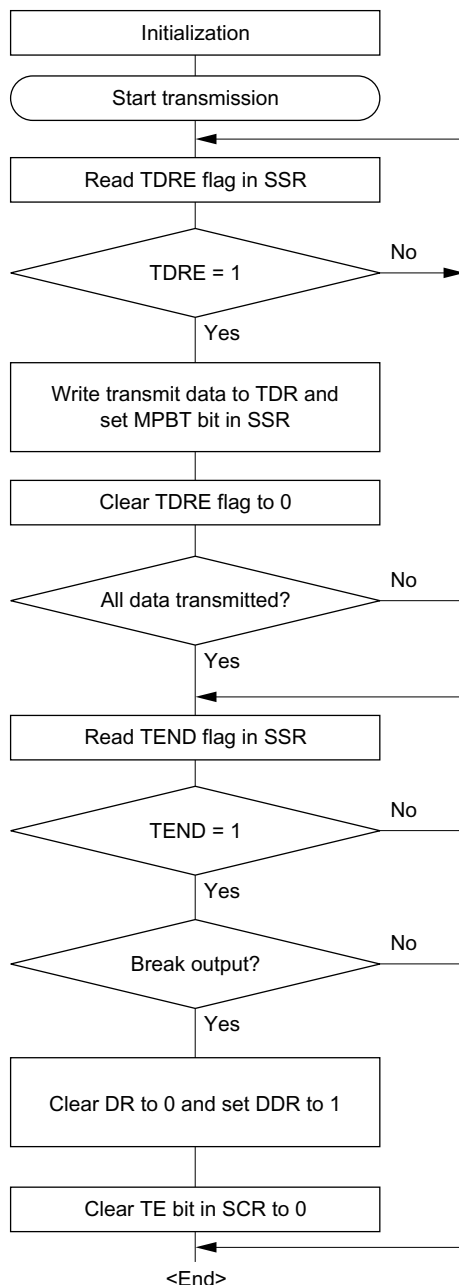 Initialization
Start transmission
Read TDRE flag in SSR
TDRE = 1
No
Yes
Write transmit data to TDR and
set MPBT bit in SSR
Clear TDRE flag to 0
All data transmitted?
No
Yes
Read TEND flag in SSR
TEND = 1
No
Yes
Break output?
No
Yes
Clear DR to 0 and set DDR to 1
Clear TE bit in SCR to 0
<End>